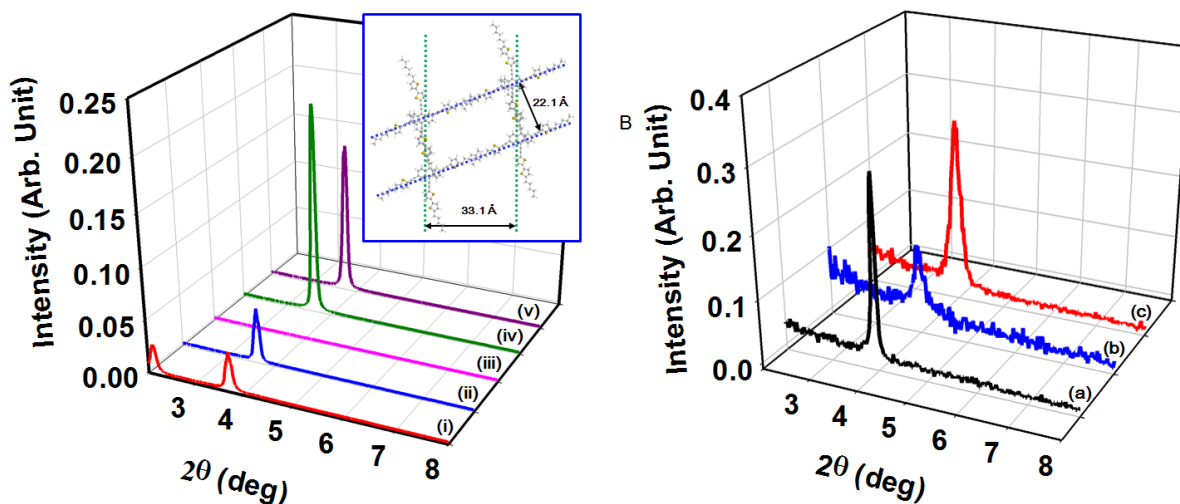 Intensity (Arb. Unit)
0.25
0.20
0.15
0.10
0.05
0.00
3
4
5
6
7
8
2θ (deg)
(v)
(iv)
(iii)
(ii)
(i)
22.1 Å
33.1 Å
B
Intensity (Arb. Unit)
0.4
0.3
0.2
0.1
0.0
3
4
5
6
7
8
2θ (deg)
(c)
(b)
(a)